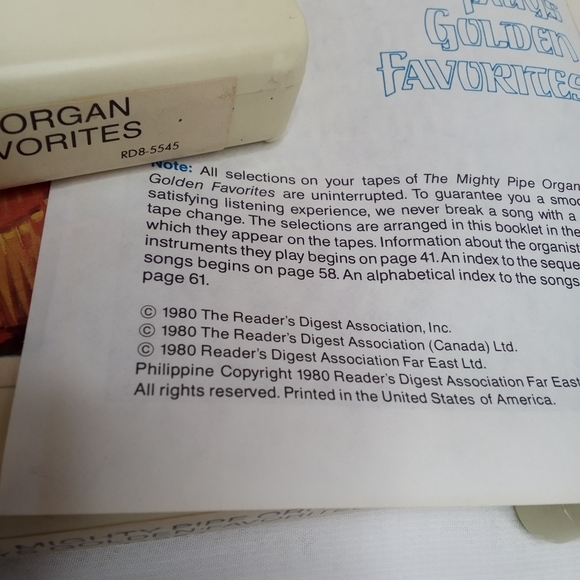 GOLDEN
FAVORITES
ORGAN
VORITES
RD8-5545
Note: All selections on your tapes of The Mighty Pipe Organ
Golden Favorites are uninterrupted. To guarantee you a smoo
satisfying listening experience, we never break a song with a
tape change. The selections are arranged in this booklet in the
which they appear on the tapes. Information about the organist
instruments they play begins on page 41. An index to the seque
songs begins on page 58. An alphabetical index to the songs
page 61.
© 1980 The Reader's Digest Association, Inc.
© 1980 The Reader's Digest Association (Canada) Ltd.
© 1980 Reader's Digest Association Far East Ltd.
Philippine Copyright 1980 Reader's Digest Association Far East
All rights reserved. Printed in the United States of America.
MIGHTY PIPE OR
GOLDEN FAVORIT